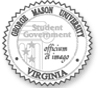 GEORGE MASON UNIVERSITY
Student
Government
officium
et imago
VIRGINIA